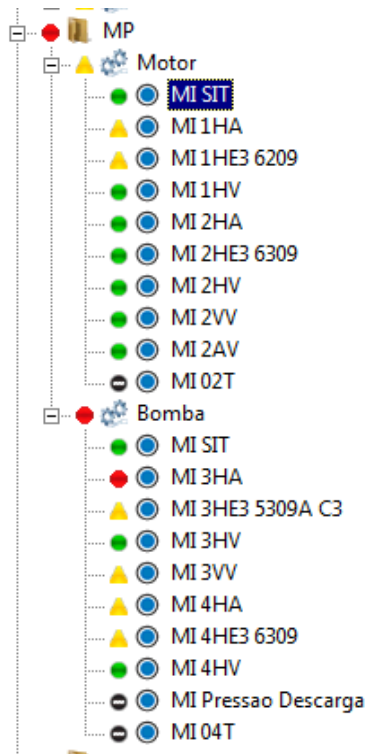 MP
Motor
MI SIT
MI 1HA
MI 1HE3 6209
MI 1HV
MI 2HA
MI 2HE3 6309
MI 2HV
MI 2VV
MI 2AV
MI 02T
Bomba
MI SIT
MI 3HA
MI 3HE3 5309A C3
MI 3HV
MI 3VV
MI 4HA
MI 4HE3 6309
MI 4HV
MI Pressao Descarga
MI 04T